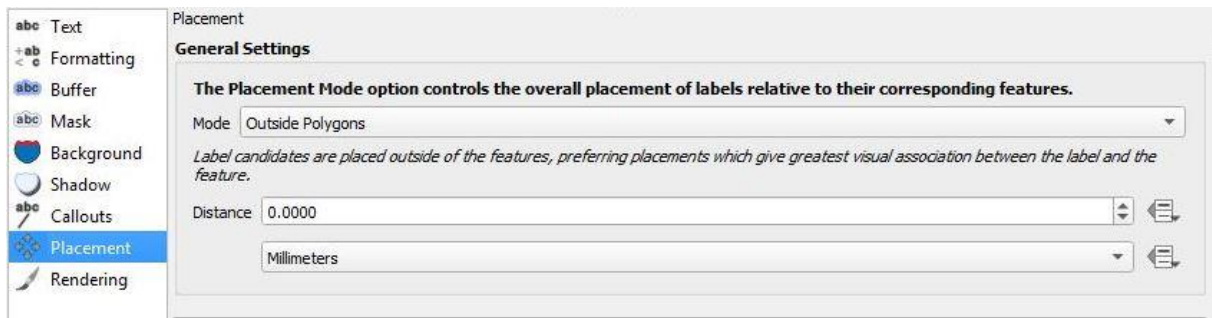 abc Text
+ab < c Formatting
abc Buffer
abc Mask
Background
Shadow
abc Callouts
Placement
Rendering
Placement
General Settings
The Placement Mode option controls the overall placement of labels relative to their corresponding features.
Mode Outside Polygons
Label candidates are placed outside of the features, preferring placements which give greatest visual association between the label and the
feature.
Distance 0.0000
Millimeters